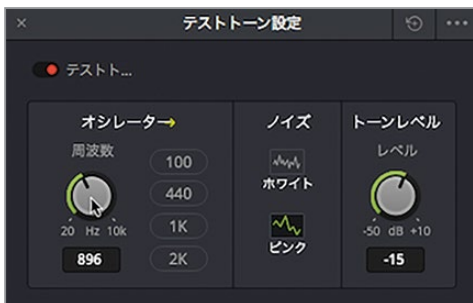 テストトーン設定
テストト...
オシレーター
周波数
20 Hz 10k
896
100
440
1K
2K
ノイズ
ホワイト
ピンク
トーンレベル
レベル
-50 dB +10
-15